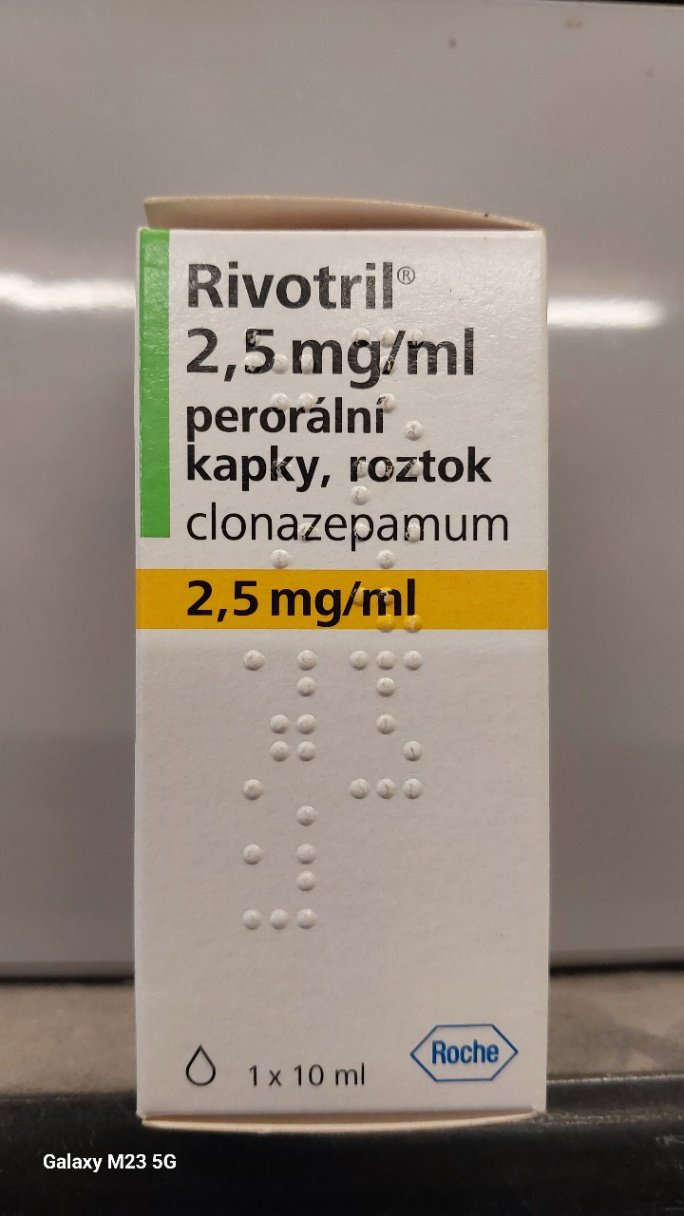 Rivotril®
2,5 mg/ml
perorální
kapky, roztok
clonazepamum
2,5 mg/ml
1 x 10 ml
Roche
Galaxy M23 5G